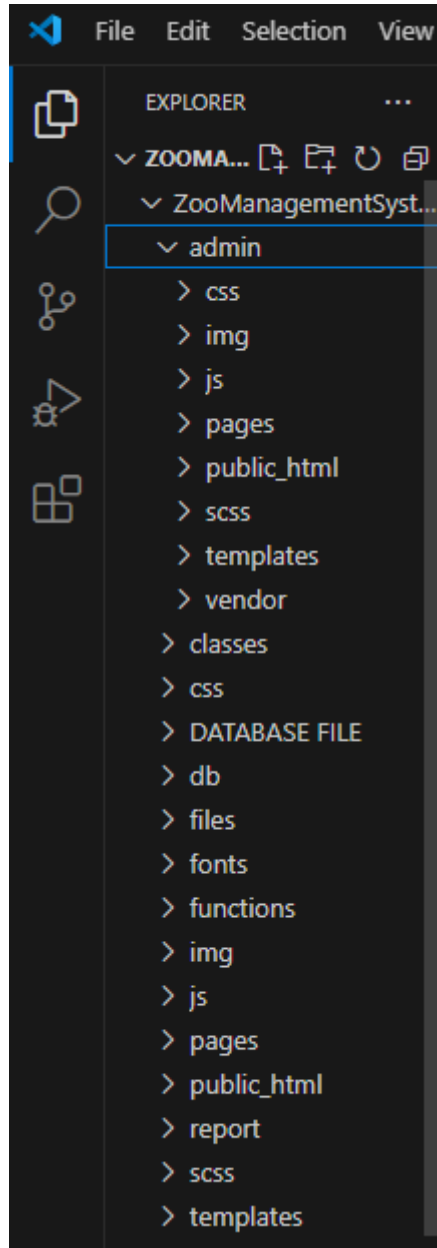 File Edit Selection View
EXPLORER ...
ZOOMA...
ZooManagementSyst...
admin
css
img
js
pages
public_html
scss
templates
vendor
classes
css
DATABASE FILE
db
files
fonts
functions
img
js
pages
public_html
report
scss
templates